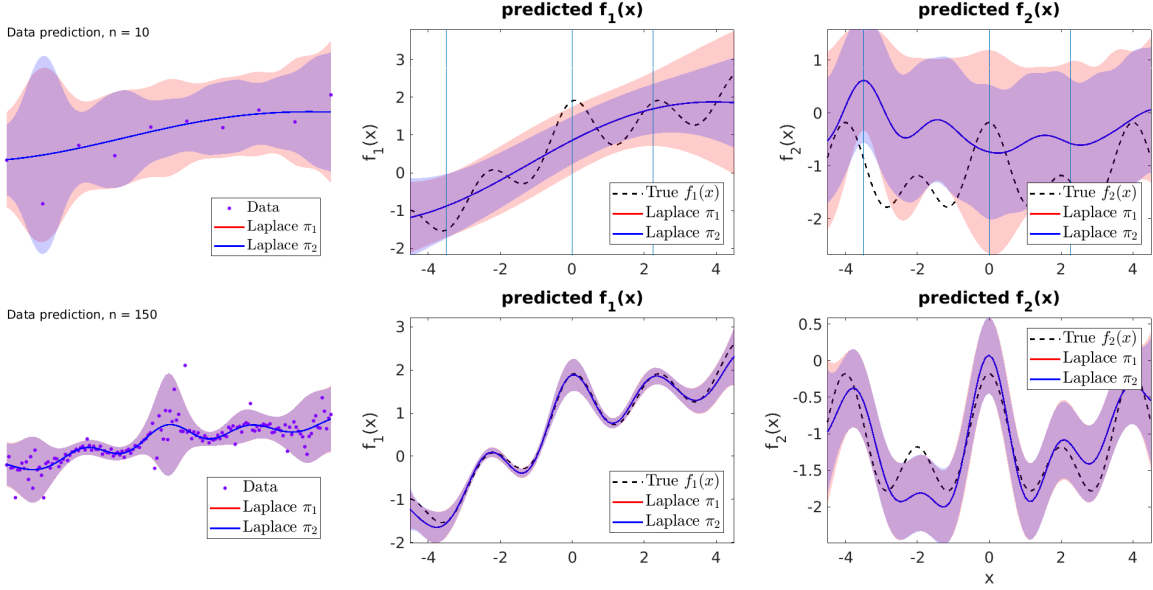 Data prediction, n = 10
Data
Laplace π1
Laplace π2
predicted f1(x)
f1(x)
3
2
1
0
-1
-2
-4
-2
0
2
4
True f1(x)
Laplace π1
Laplace π2
predicted f2(x)
f2(x)
1
0
-1
-2
-4
-2
0
2
4
True f2(x)
Laplace π1
Laplace π2
Data prediction, n = 150
Data
Laplace π1
Laplace π2
predicted f1(x)
f1(x)
3
2
1
0
-1
-2
-4
-2
0
2
4
True f1(x)
Laplace π1
Laplace π2
predicted f2(x)
f2(x)
0.5
0
-0.5
-1
-1.5
-2
-4
-2
0
2
4
x
True f2(x)
Laplace π1
Laplace π2